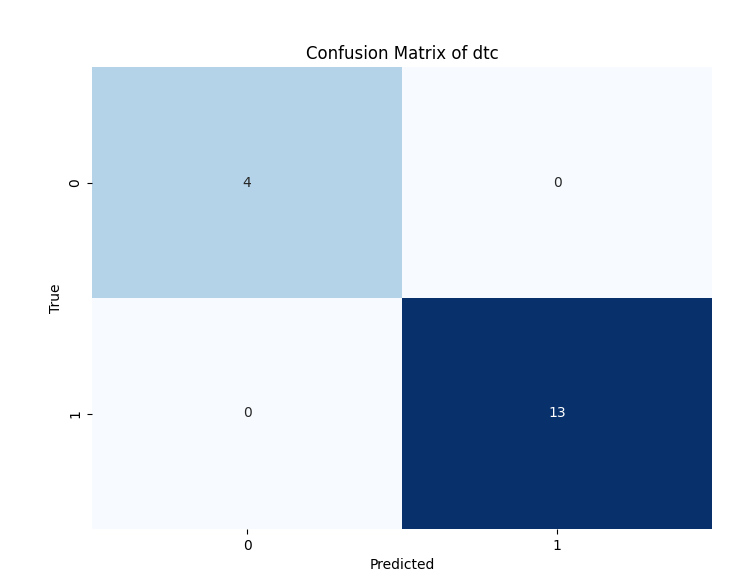 Confusion Matrix of dtc
True
0
4
0
1
0
13
0
1
Predicted